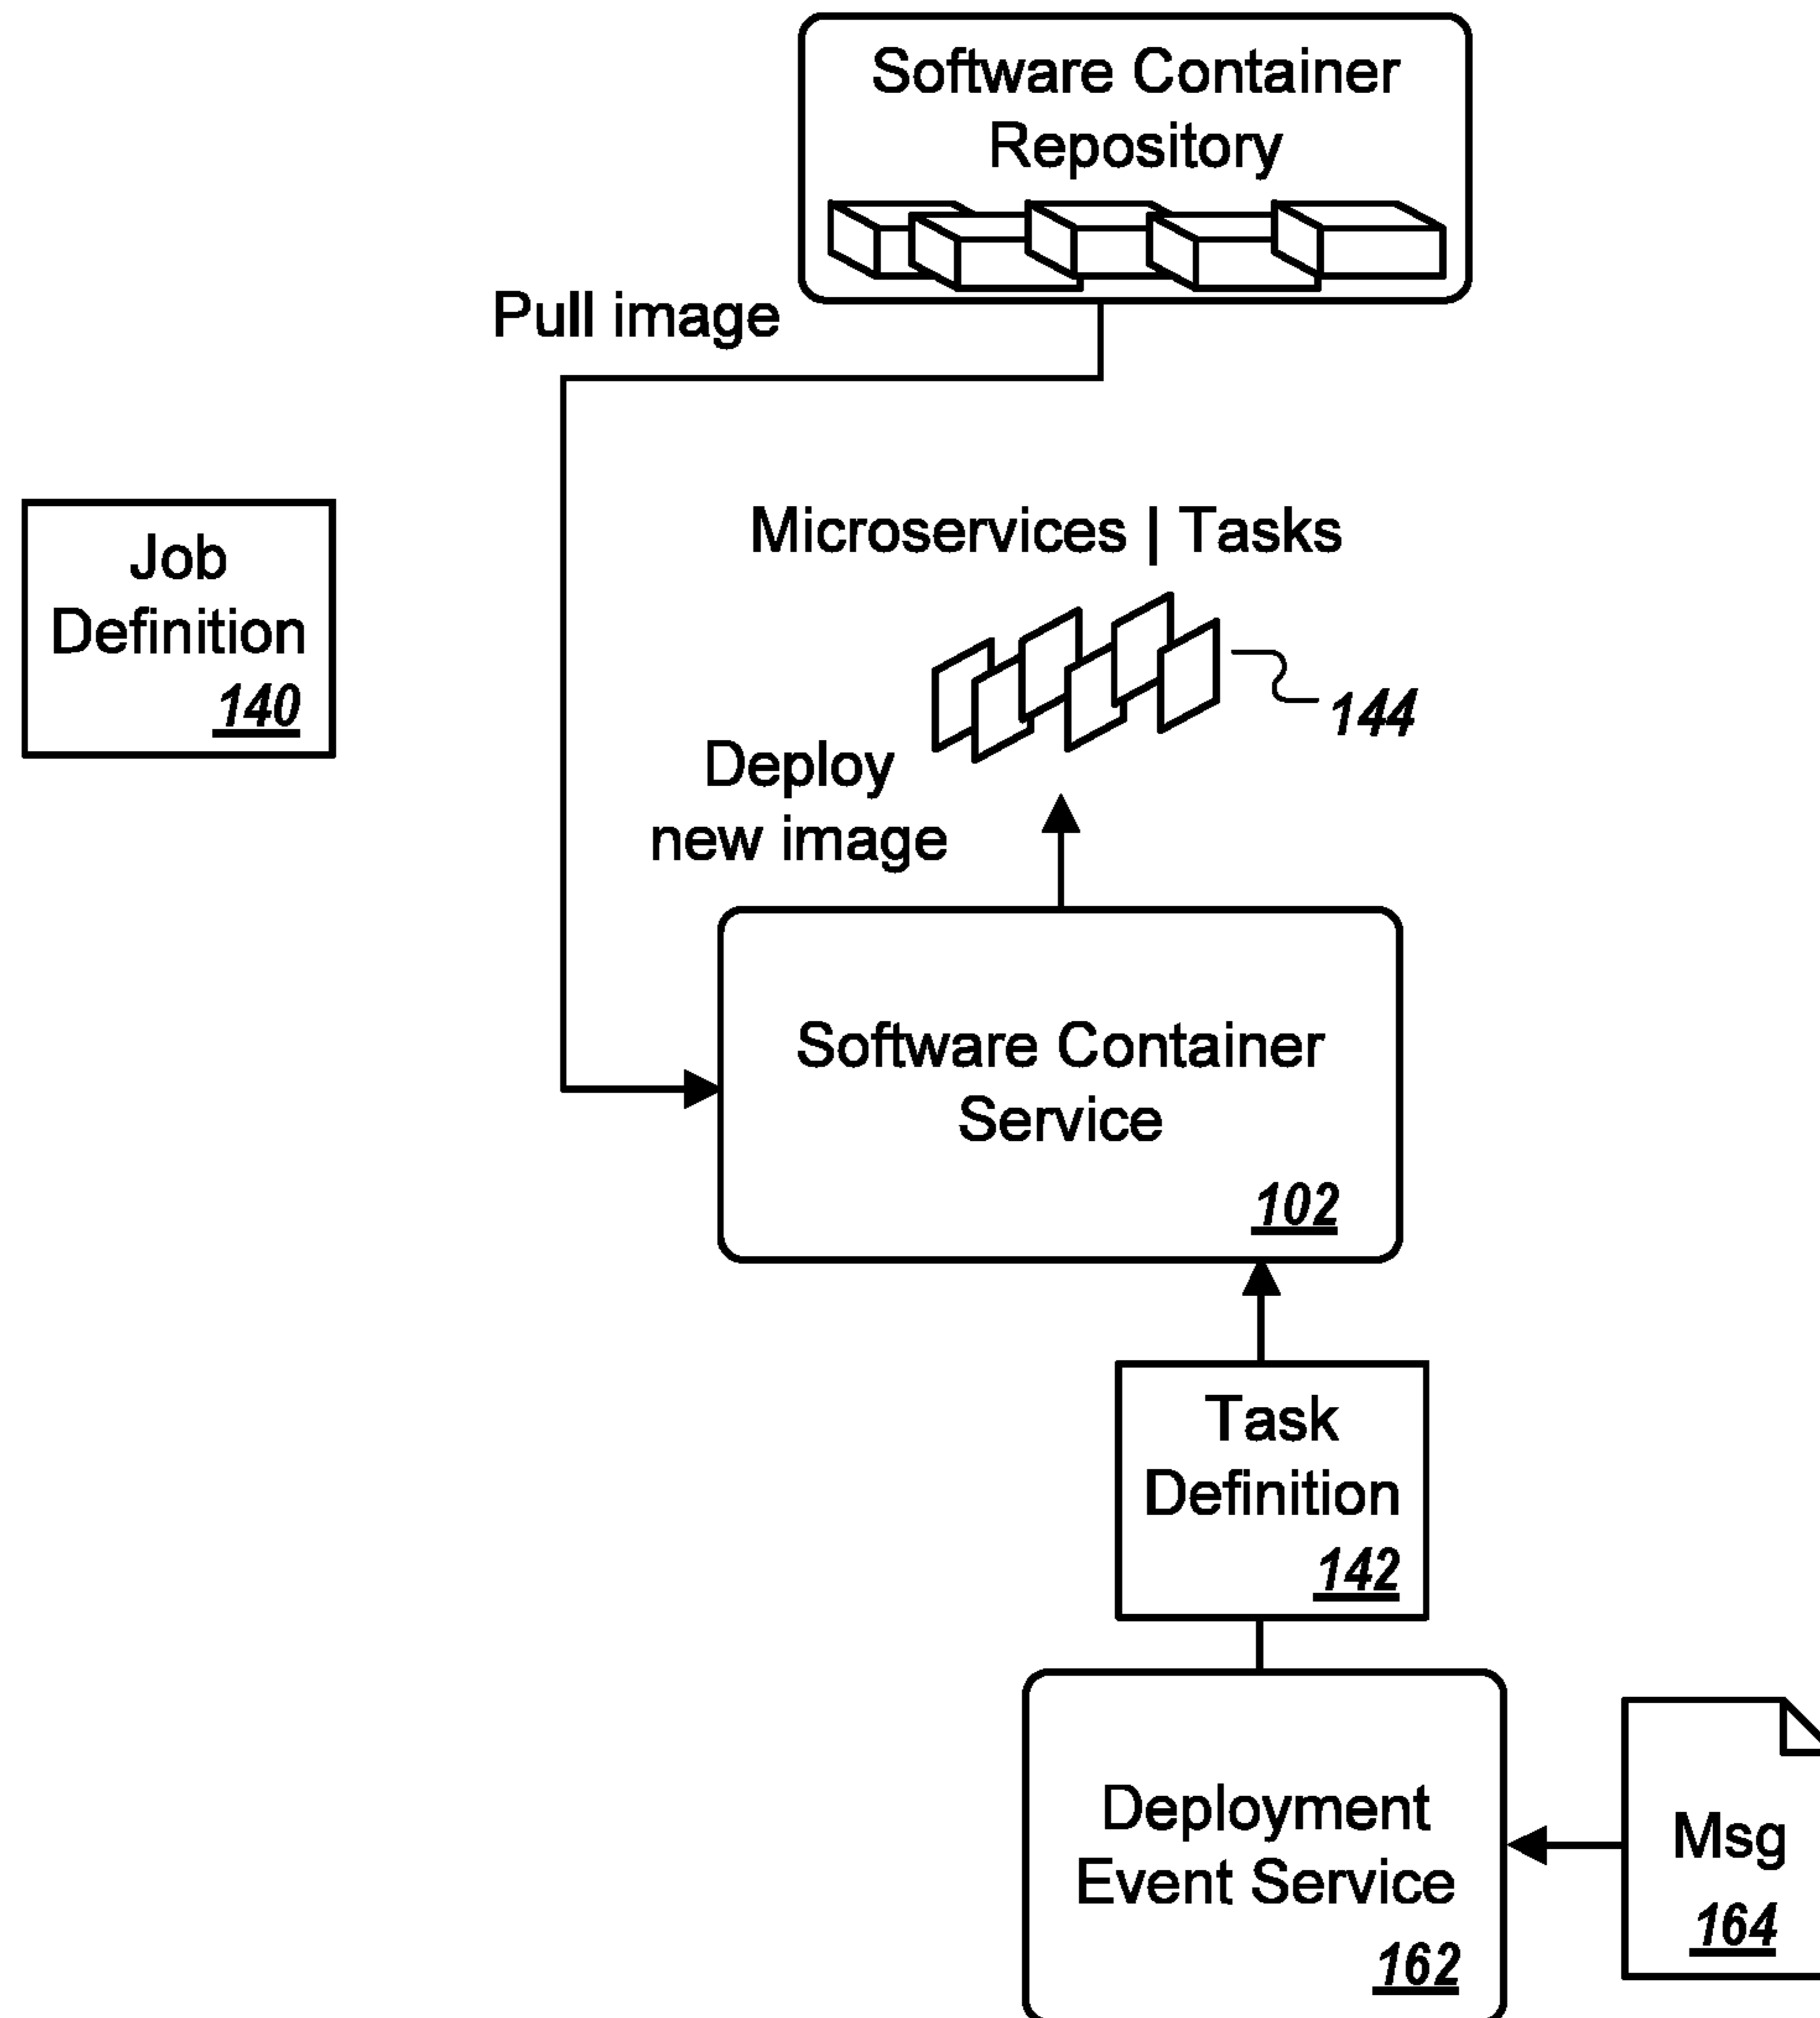 Software Container
Repository
Pull image
Job
Definition
140
Microservices | Tasks
144
Deploy
new image
Software Container
Service
102
Task
Definition
142
Deployment
Event Service
162
Msg
164